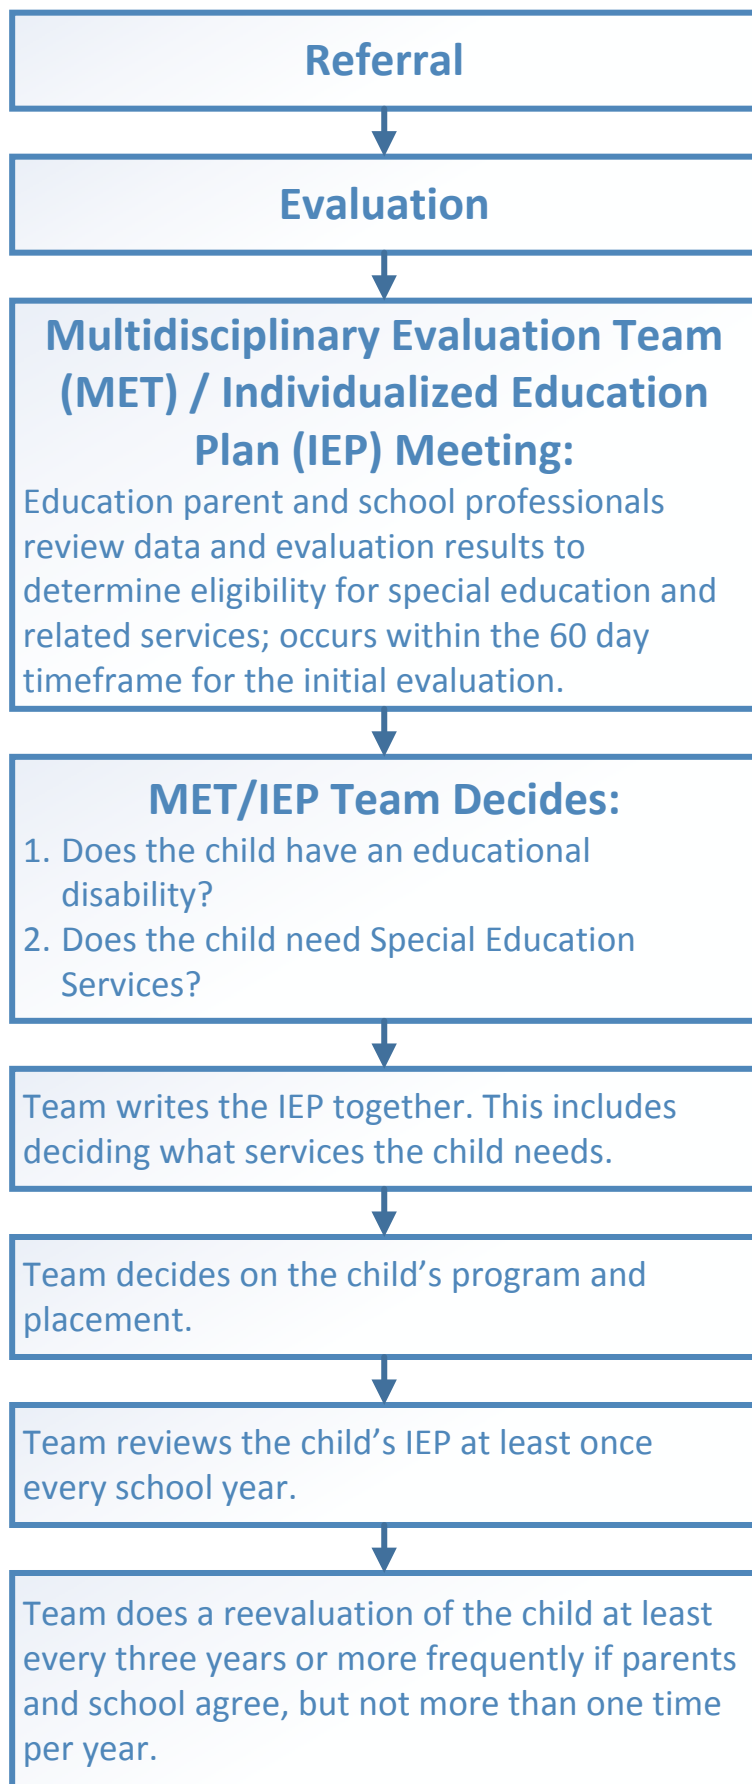 Referral
Evaluation
Multidisciplinary Evaluation Team
(MET) / Individualized Education
Plan (IEP) Meeting:
Education parent and school professionals
review data and evaluation results to
determine eligibility for special education and
related services; occurs within the 60 day
timeframe for the initial evaluation.
MET/IEP Team Decides:
1. Does the child have an educational
disability?
2. Does the child need Special Education
Services?
Team writes the IEP together. This includes
deciding what services the child needs.
Team decides on the child’s program and
placement.
Team reviews the child’s IEP at least once
every school year.
Team does a reevaluation of the child at least
every three years or more frequently if parents
and school agree, but not more than one time
per year.